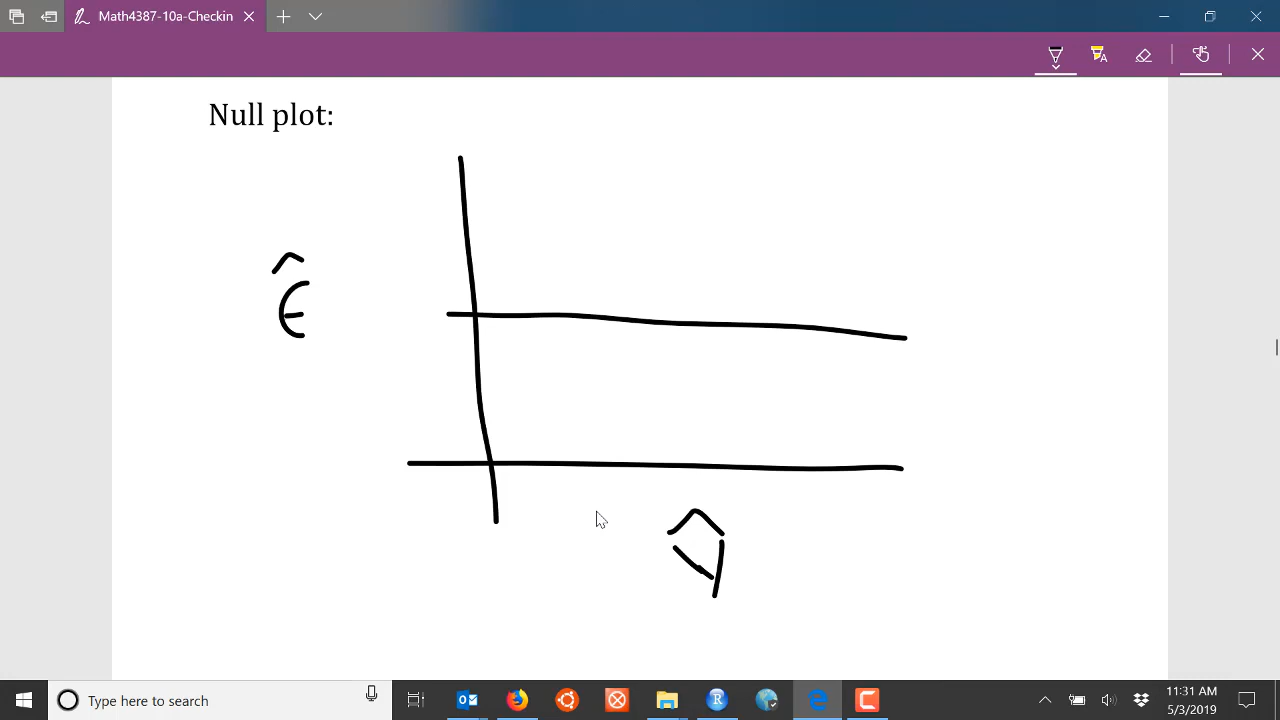 Math4387-10a-Checkin
Null plot:
ε̂
ŷ
Type here to search
11:31 AM
5/3/2019